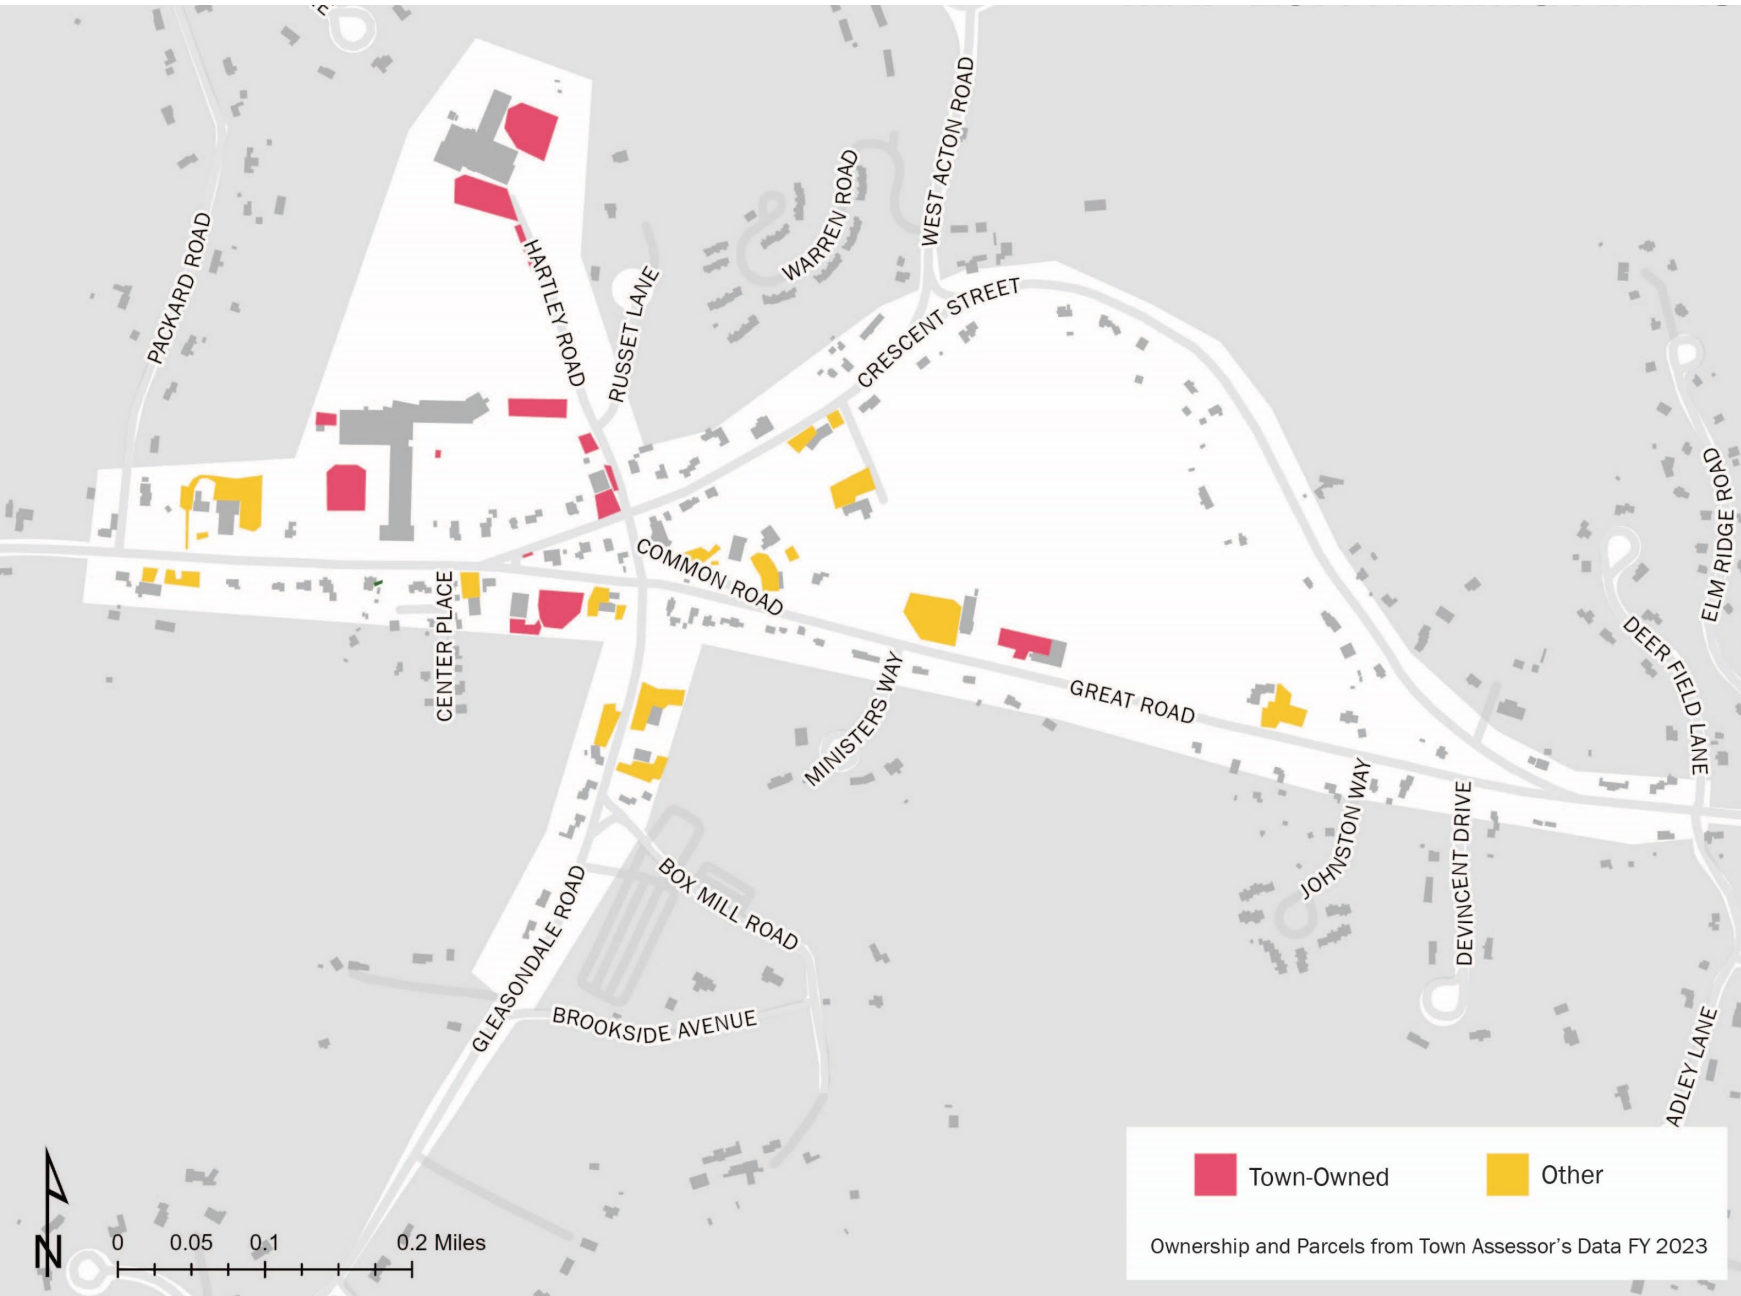 WEST ACTON ROAD
WARREN ROAD
PACKARD ROAD
HARTLEY ROAD
RUSSET LANE
CRESCENT STREET
ELM RIDGE ROAD
COMMON ROAD
CENTER PLACE
DEER FIELD LANE
MINISTERS WAY
GREAT ROAD
JOHNSTON WAY
DEVINCENT DRIVE
BOX MILL ROAD
GLEASONDALE ROAD
BROOKSIDE AVENUE
ADLEY LANE
Town-Owned
Other
Ownership and Parcels from Town Assessor's Data FY 2023
N
0 0.05 0.1 0.2 Miles